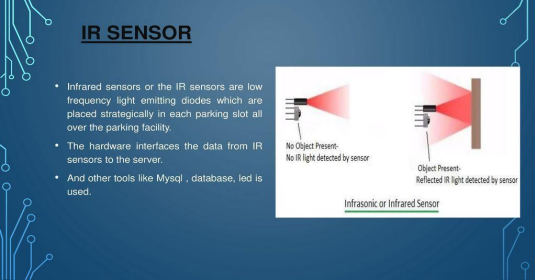 IR SENSOR
• Infrared sensors or the IR sensors are low
frequency light emitting diodes which are
placed strategically in each parking slot all
over the parking facility.
• The hardware interfaces the data from IR
sensors to the server.
• And other tools like Mysql , database, led is
used.
No Object Present-
No IR light detected by sensor
Object Present-
Reflected IR light detected by sensor
Infrasonic or Infrared Sensor